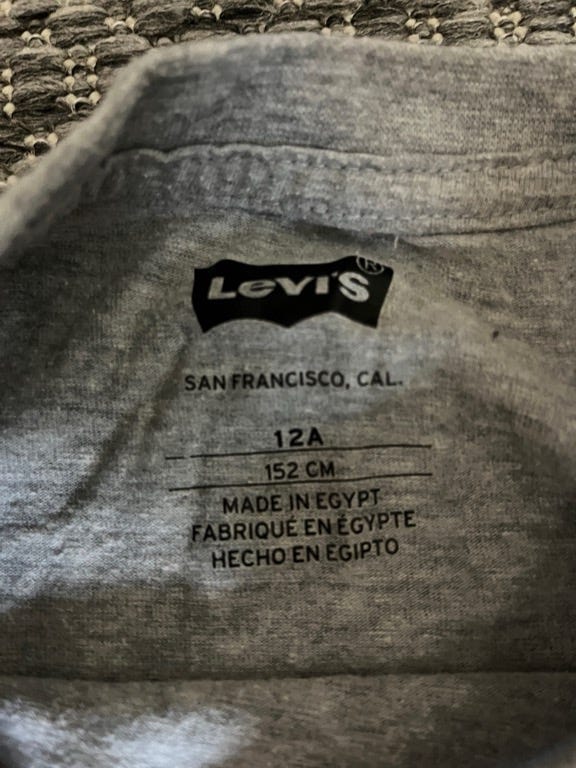 Levi's®
SAN FRANCISCO, CAL.
12A
152 CM
MADE IN EGYPT
FABRIQUÉ EN ÉGYPTE
HECHO EN EGIPTO